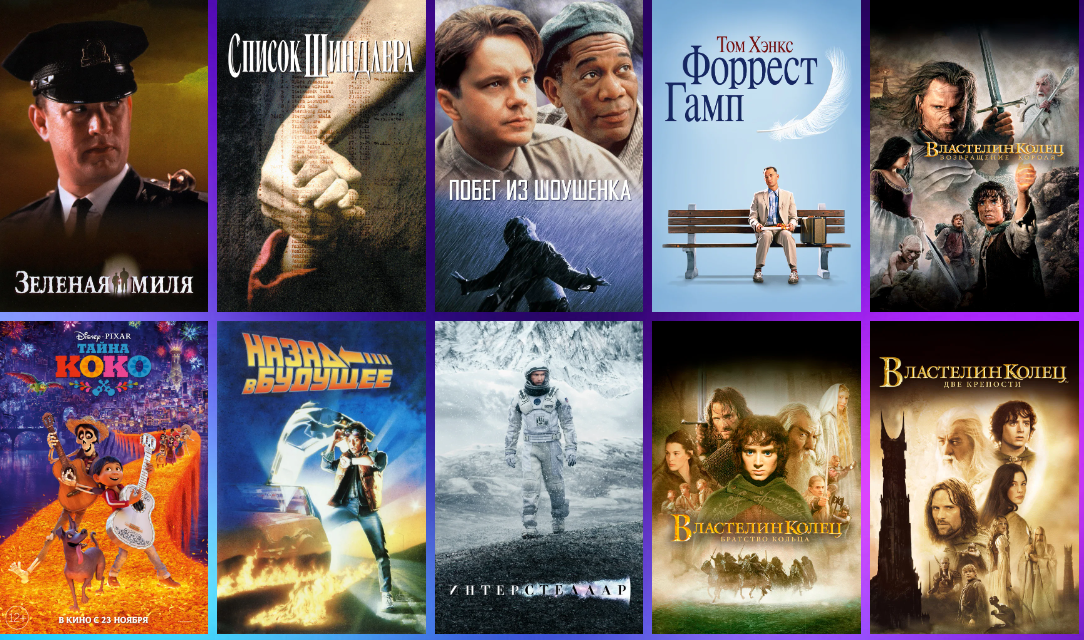 Зеленая миля
Список Шиндлера
ПОБЕГ ИЗ ШОУШЕНКА
Том Хэнкс
Форрест
Гамп
ВЛАСТЕЛИН КОЛЕЦ
ВОЗВРАЩЕНИЕ КОРОЛЯ
Disney·PIXAR
ТАЙНА
КОКО
12+
В КИНО С 23 НОЯБРЯ
НАЗАД
В БУДУЩЕЕ
ИНТЕРСТЕЛЛАР
ВЛАСТЕЛИН КОЛЕЦ
БРАТСТВО КОЛЬЦА
ВЛАСТЕЛИН КОЛЕЦ
ДВЕ КРЕПОСТИ